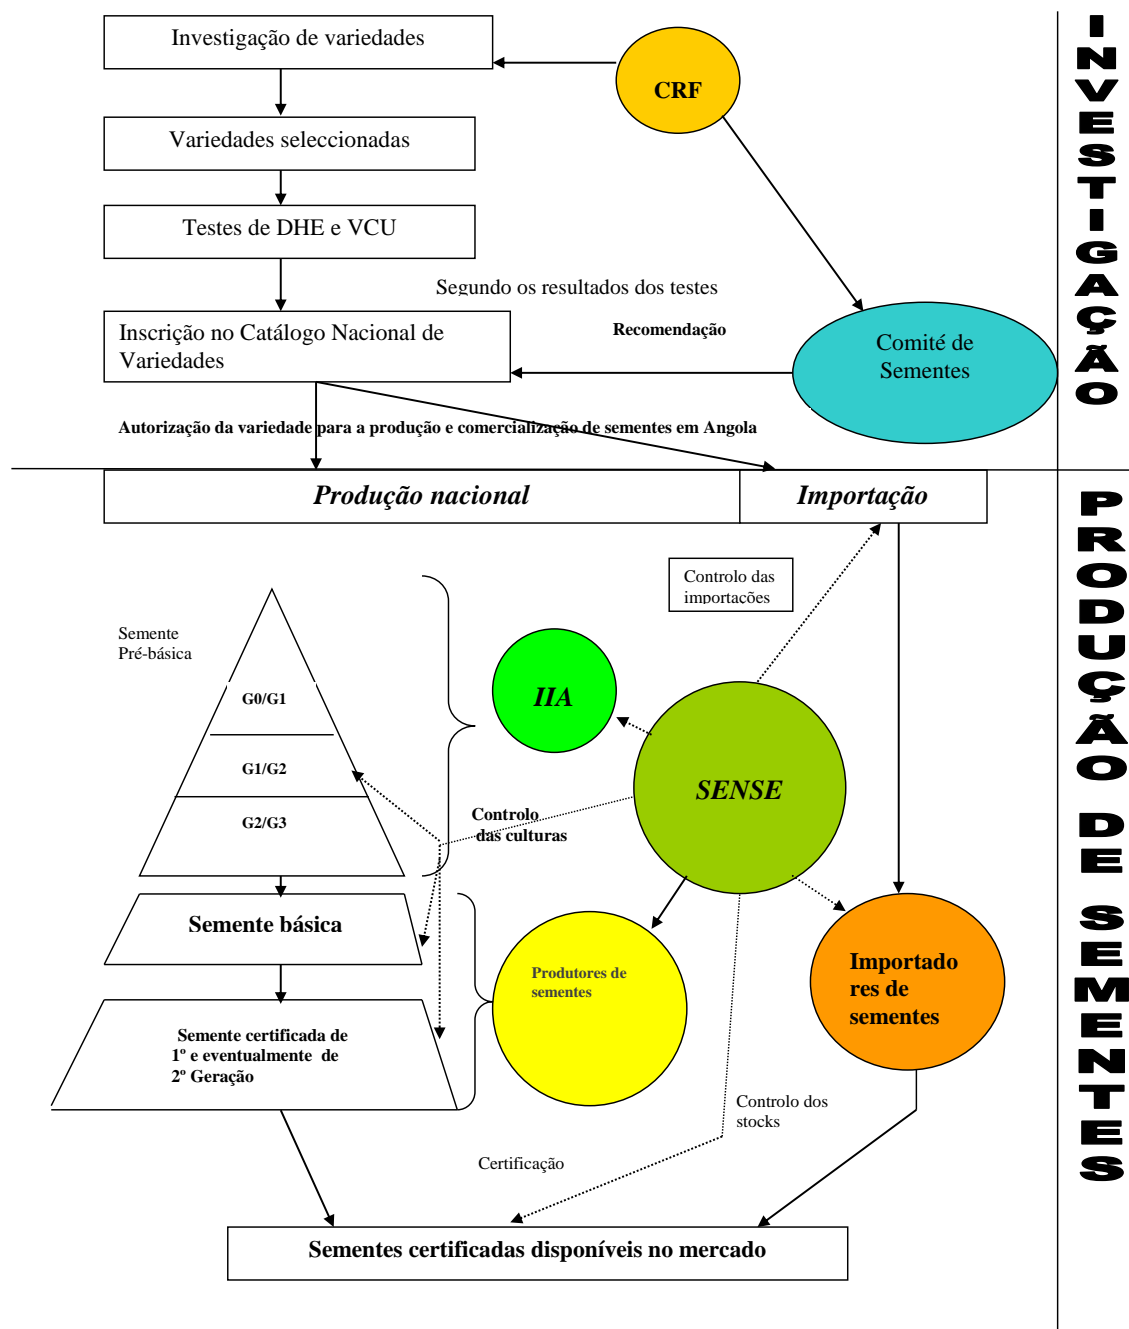 Investigação de variedades
CRF
Variedades seleccionadas
Testes de DHE e VCU
Segundo os resultados dos testes
Inscrição no Catálogo Nacional de
Variedades
Recomendação
Comité de
Sementes
Autorização da variedade para a produção e comercialização de sementes em Angola
INVESTIGAÇÃO
Produção nacional
Importação
Controlo das
importações
Semente
Pré-básica
G0/G1
G1/G2
G2/G3
IIA
SENSE
Controlo
das culturas
Semente básica
Produtores de
sementes
Importado
res de
sementes
Semente certificada de
1º e eventualmente de
2º Geração
Controlo dos
stocks
Certificação
Sementes certificadas disponíveis no mercado
PRODUÇÃO DE SEMENTES